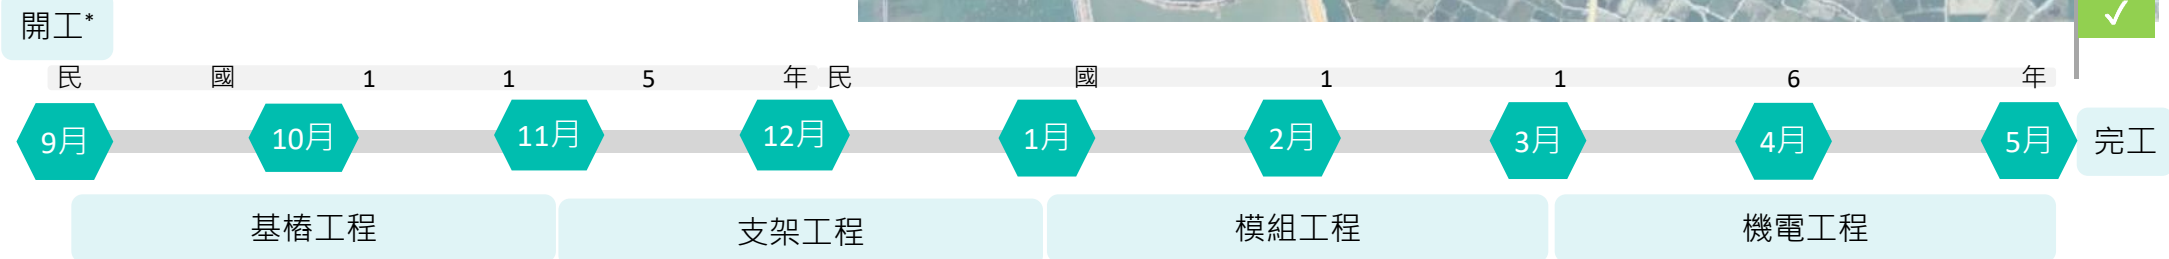 開工*
民國115年 民國116年
9月 10月 11月 12月 1月 2月 3月 4月 5月 完工
基樁工程 支架工程 模組工程 機電工程